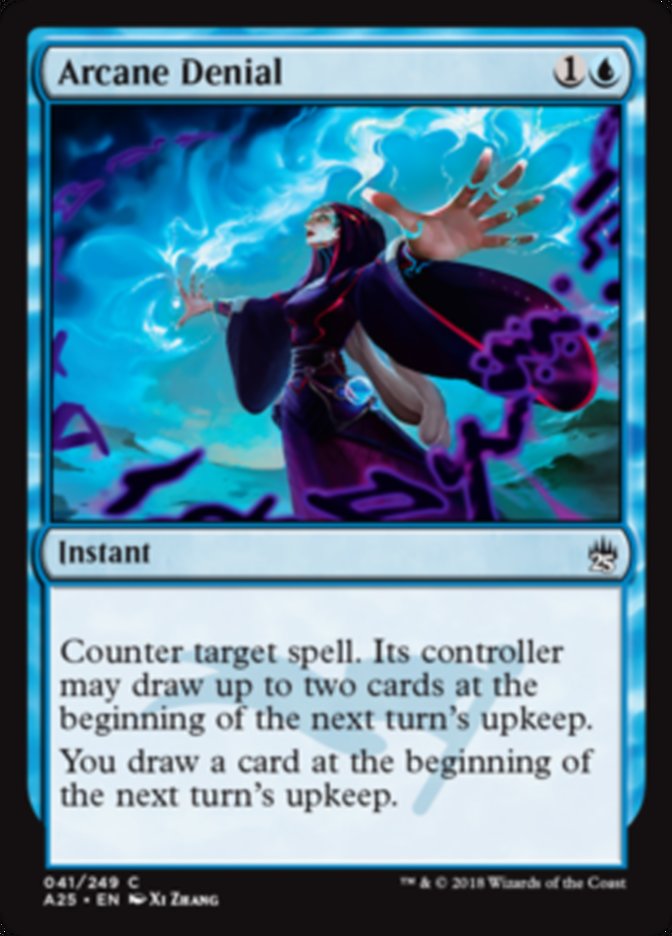 Arcane Denial 1
Instant 25
Counter target spell. Its controller
may draw up to two cards at the
beginning of the next turn's upkeep.
You draw a card at the beginning of
the next turn's upkeep.
041/249 C ™ & © 2018 Wizards of the Coast
A25 • EN Xi Zhang